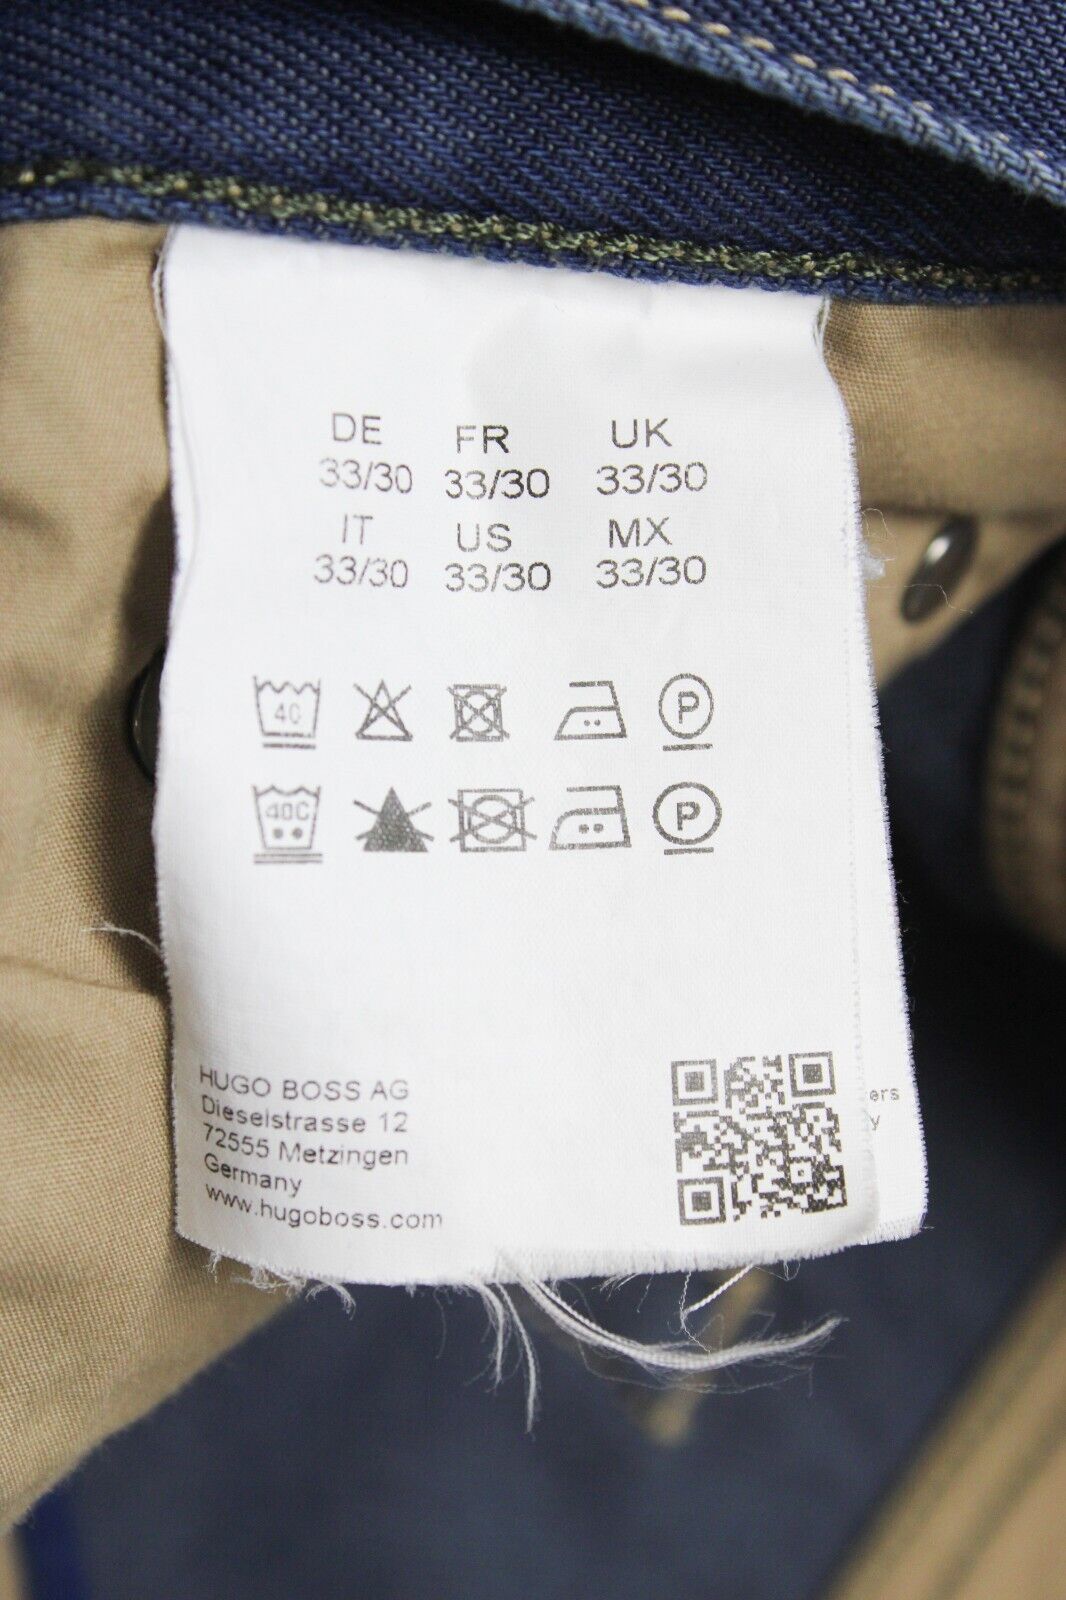 DE FR UK
33/30 33/30 33/30
IT US MX
33/30 33/30 33/30
40 P
40C P
HUGO BOSS AG
Dieselstrasse 12
72555 Metzingen
Germany
www.hugoboss.com
ers
y